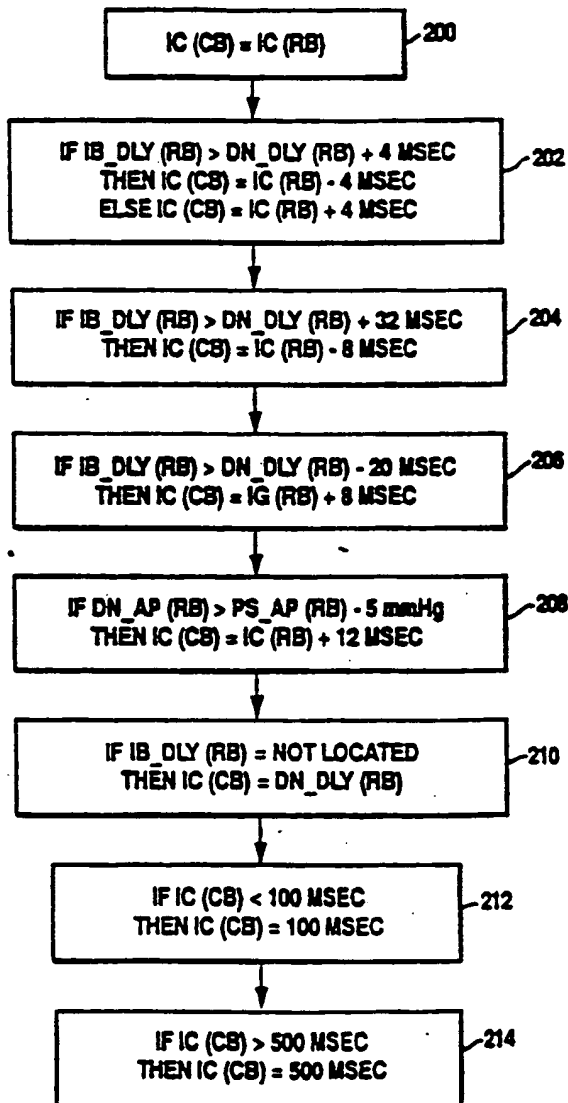 IC (CB) = IC (RB)
200
IF IB_DLY (RB) > DN_DLY (RB) + 4 MSEC
THEN IC (CB) = IC (RB) - 4 MSEC
ELSE IC (CB) = IC (RB) + 4 MSEC
202
IF IB_DLY (RB) > DN_DLY (RB) + 32 MSEC
THEN IC (CB) = IC (RB) - 8 MSEC
204
IF IB_DLY (RB) > DN_DLY (RB) - 20 MSEC
THEN IC (CB) = IG (RB) + 8 MSEC
206
IF DN_AP (RB) > PS_AP (RB) - 5 mmHg
THEN IC (CB) = IC (RB) + 12 MSEC
208
IF IB_DLY (RB) = NOT LOCATED
THEN IC (CB) = DN_DLY (RB)
210
IF IC (CB) < 100 MSEC
THEN IC (CB) = 100 MSEC
212
IF IC (CB) > 500 MSEC
THEN IC (CB) = 500 MSEC
214